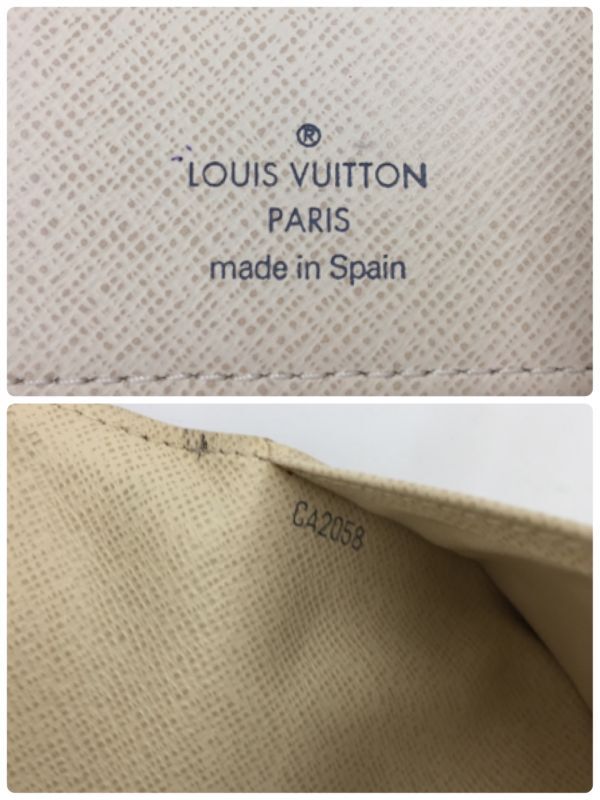 ®
LOUIS VUITTON
PARIS
made in Spain
CA2058